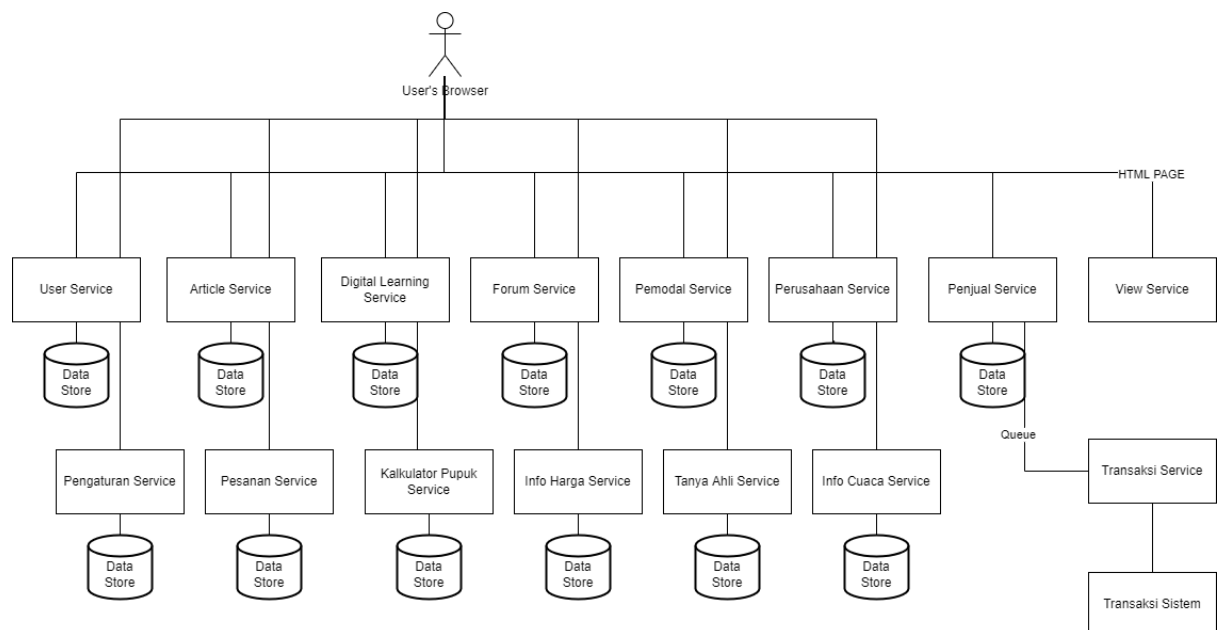 User's Browser
HTML PAGE
User Service
Article Service
Digital Learning
Service
Forum Service
Pemodal Service
Perusahaan Service
Penjual Service
View Service
Data
Store
Data
Store
Data
Store
Data
Store
Data
Store
Data
Store
Data
Store
Queue
Pengaturan Service
Pesanan Service
Kalkulator Pupuk
Service
Info Harga Service
Tanya Ahli Service
Info Cuaca Service
Transaksi Service
Data
Store
Data
Store
Data
Store
Data
Store
Data
Store
Data
Store
Transaksi Sistem